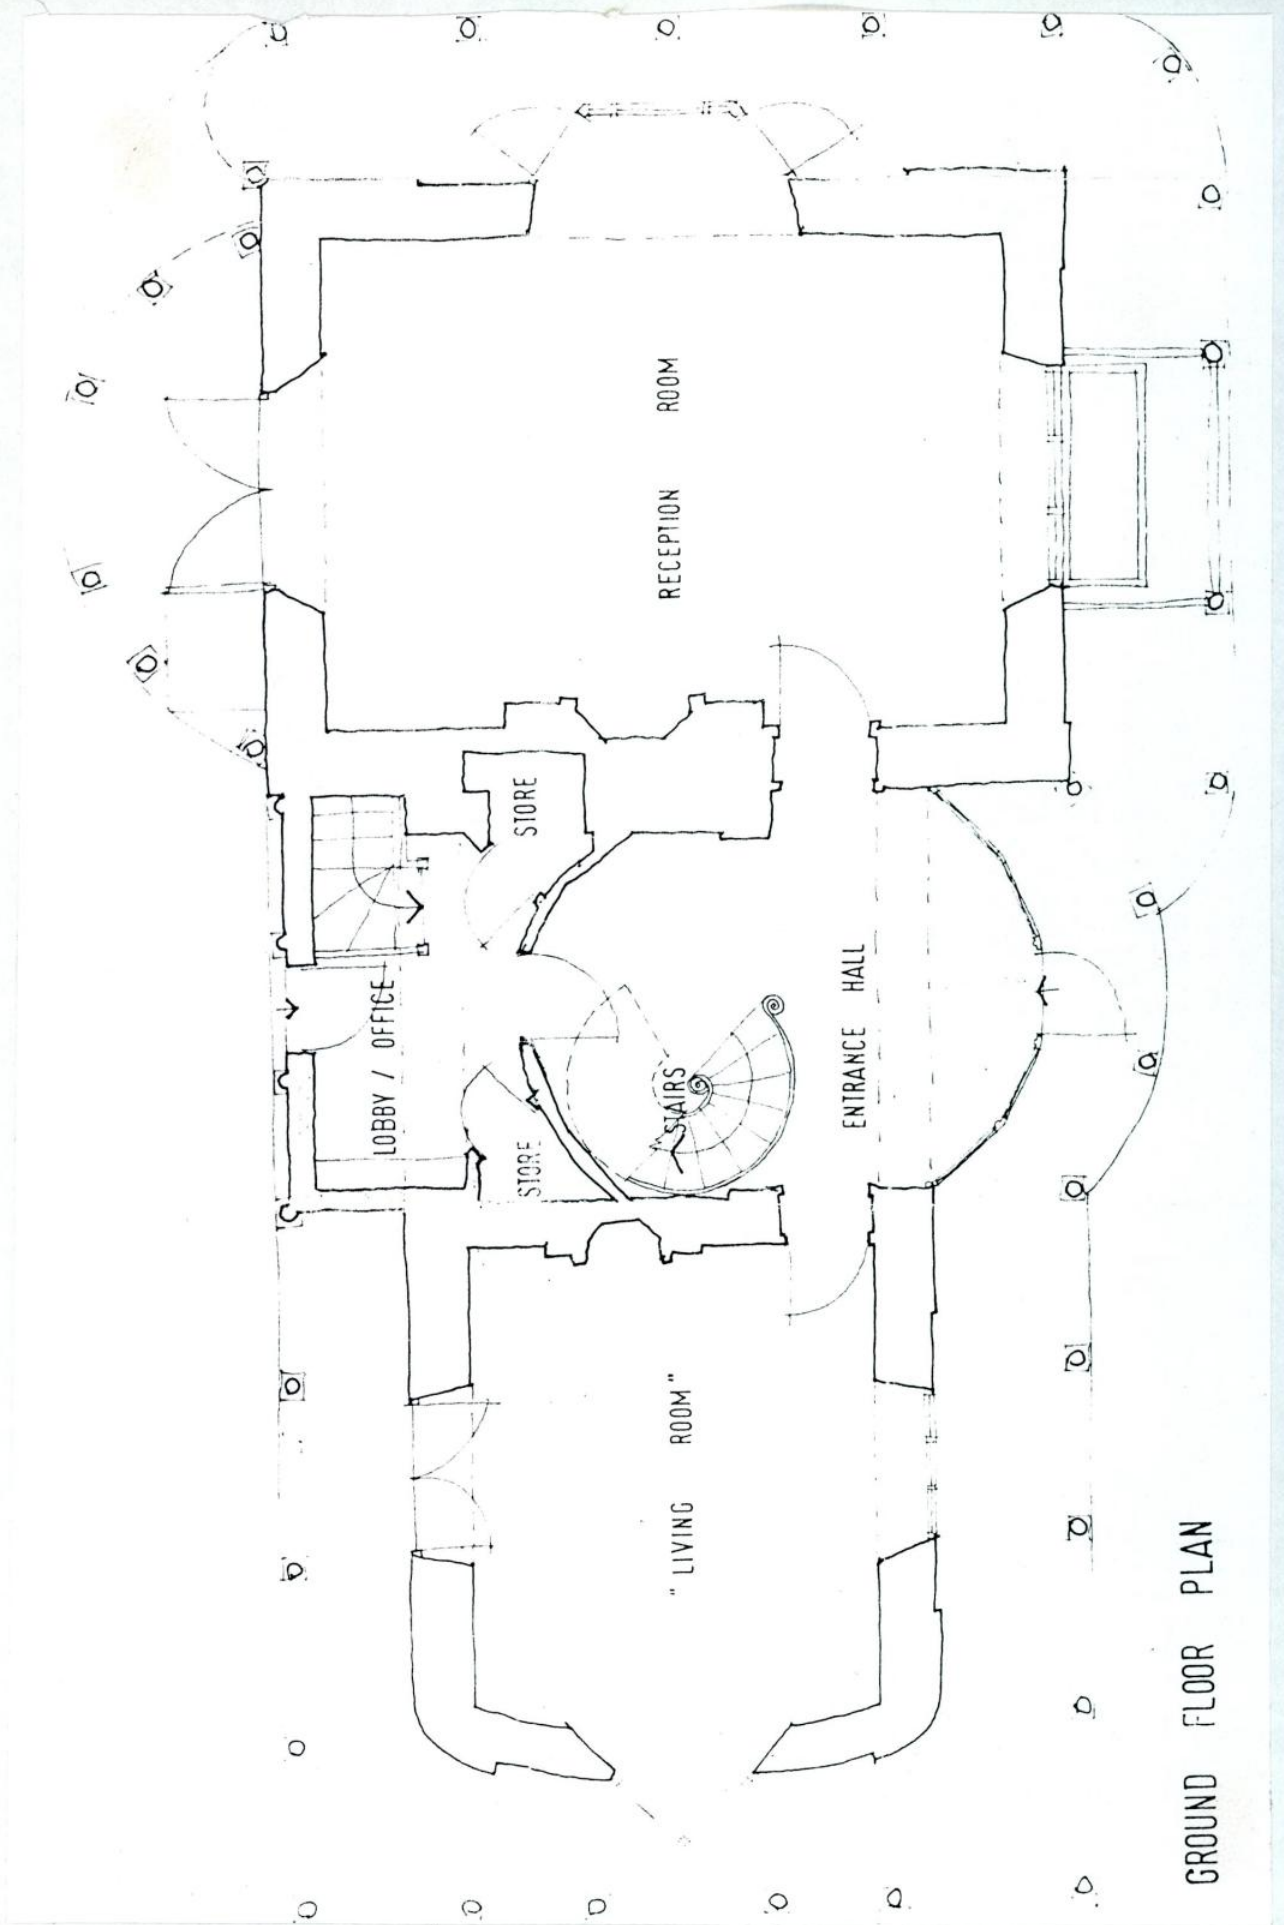 RECEPTION ROOM
STORE
LOBBY / OFFICE
STAIRS
ENTRANCE HALL
STORE
" LIVING ROOM"
GROUND FLOOR PLAN